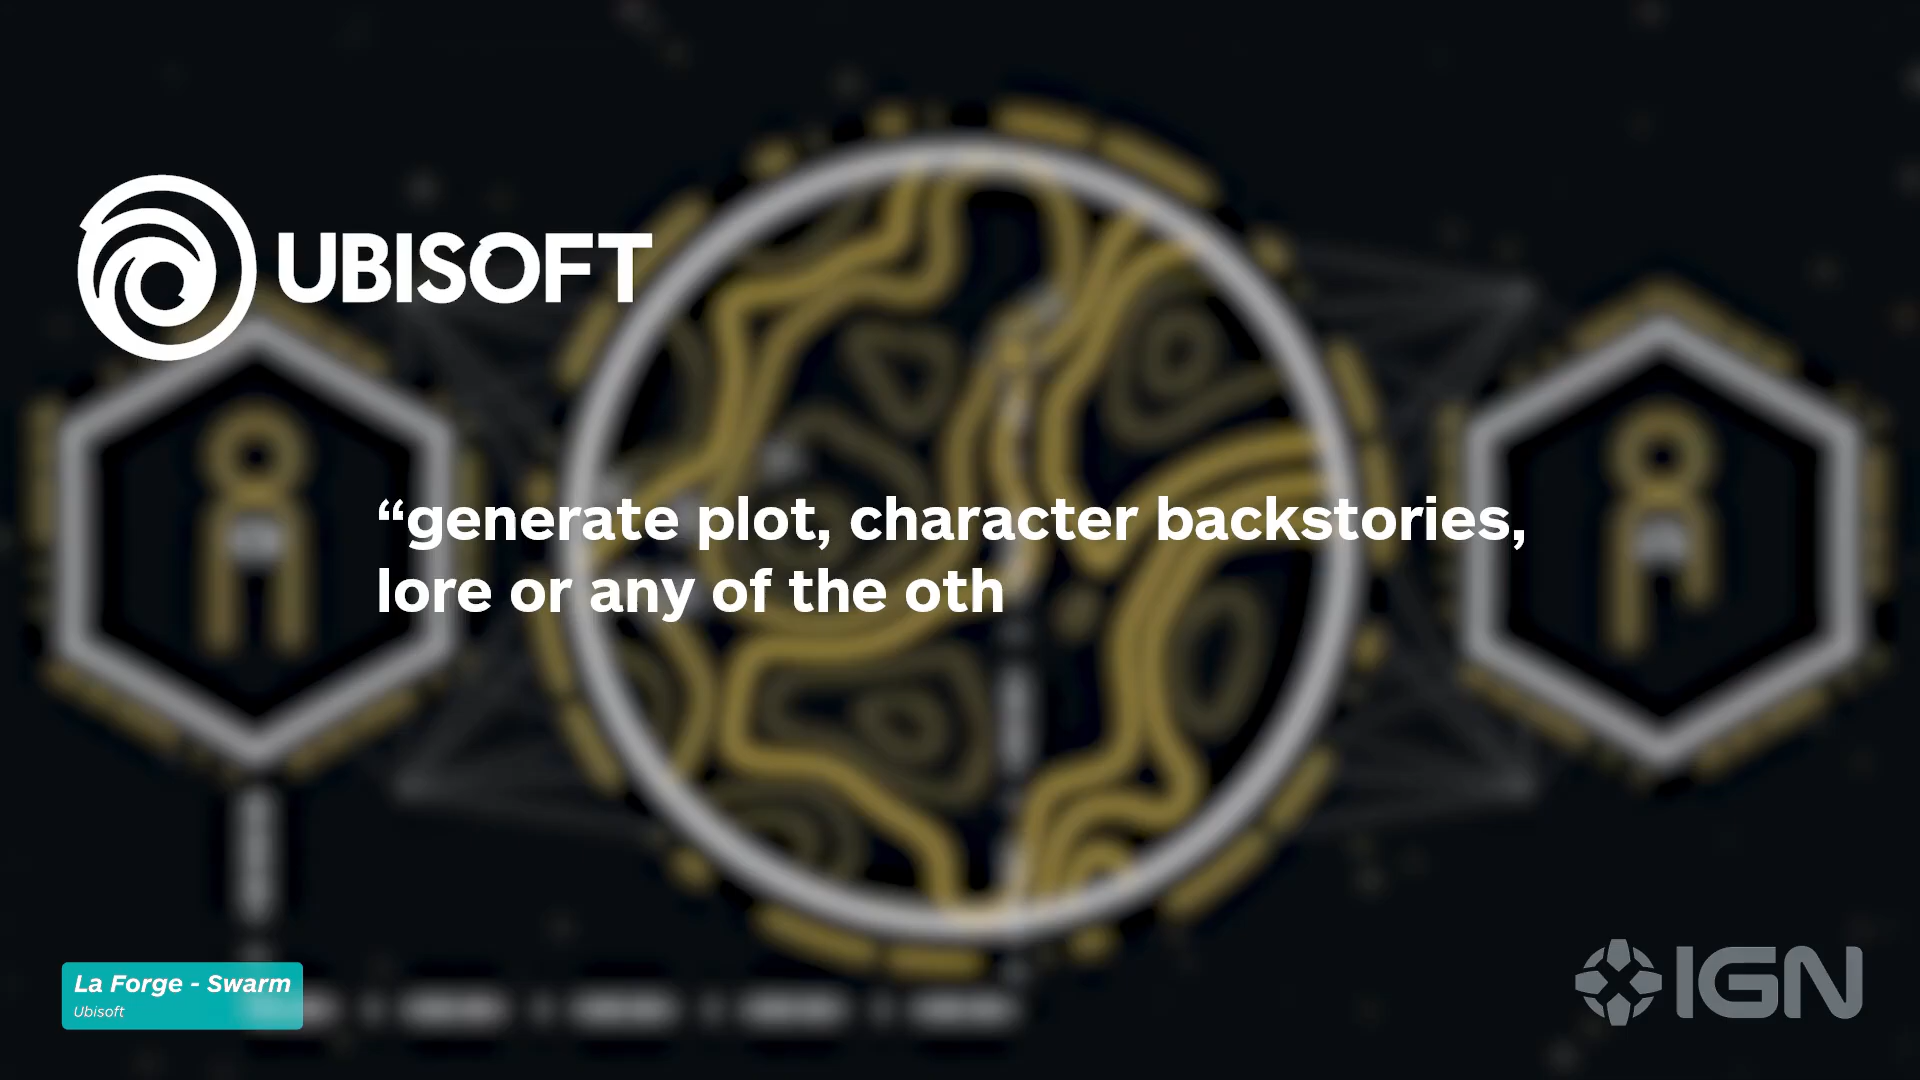 UBISOFT
“generate plot, character backstories,
lore or any of the oth
La Forge - Swarm
Ubisoft
IGN